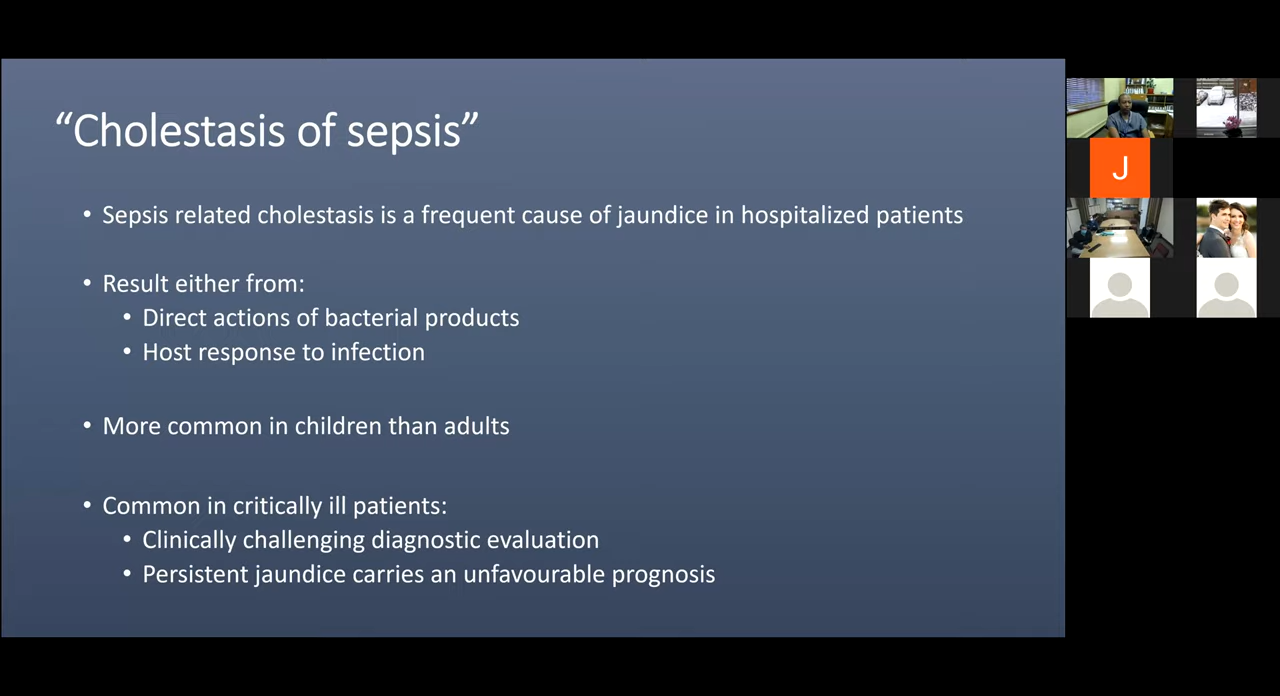 “Cholestasis of sepsis”
• Sepsis related cholestasis is a frequent cause of jaundice in hospitalized patients
• Result either from:
• Direct actions of bacterial products
• Host response to infection
• More common in children than adults
• Common in critically ill patients:
• Clinically challenging diagnostic evaluation
• Persistent jaundice carries an unfavourable prognosis
J